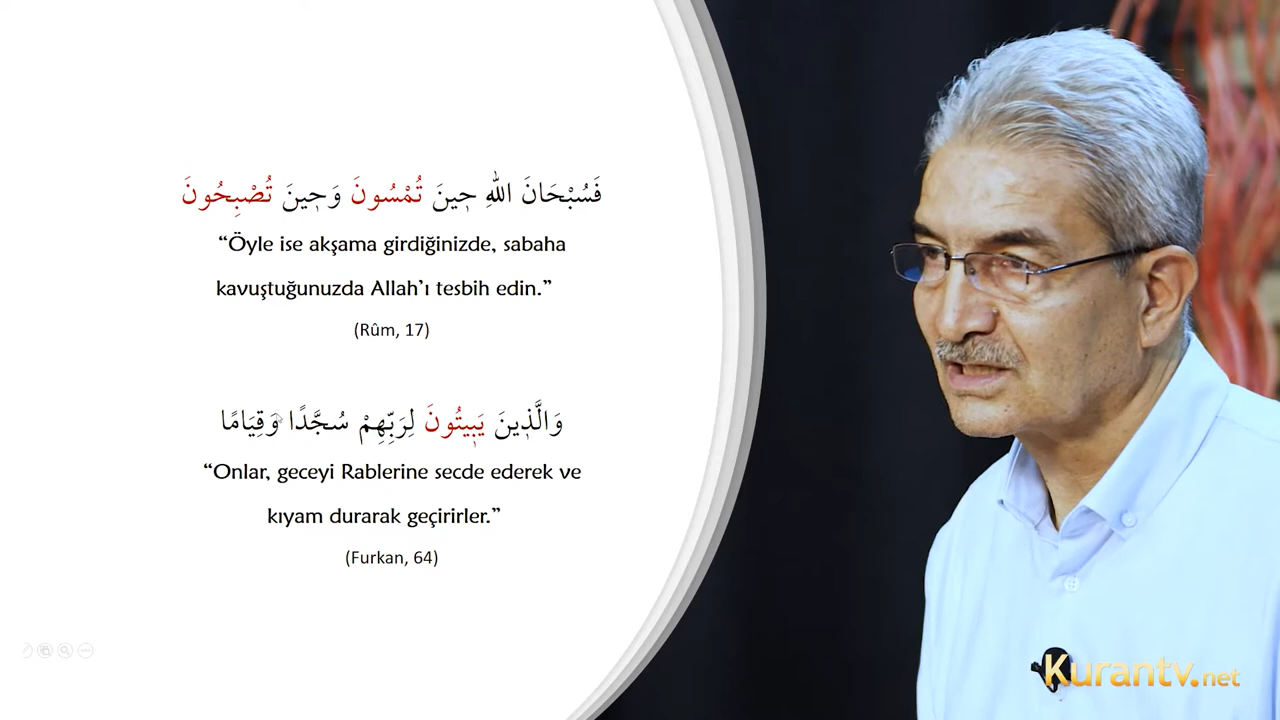 فَسُبْحَانَ اللهِ حِينَ تُمْسُونَ وَحِينَ تُصْبِحُونَ
“Öyle ise akşama girdiğinizde, sabaha
kavuştuğunuzda Allah’ı tesbih edin.”
(Rûm, 17)
وَالَّذِينَ يَبِيتُونَ لِرَبِّهِمْ سُجَّدًا وَقِيَامًا
“Onlar, geceyi Rablerine secde ederek ve
kıyam durarak geçirirler.”
(Furkan, 64)
Kurantv.net